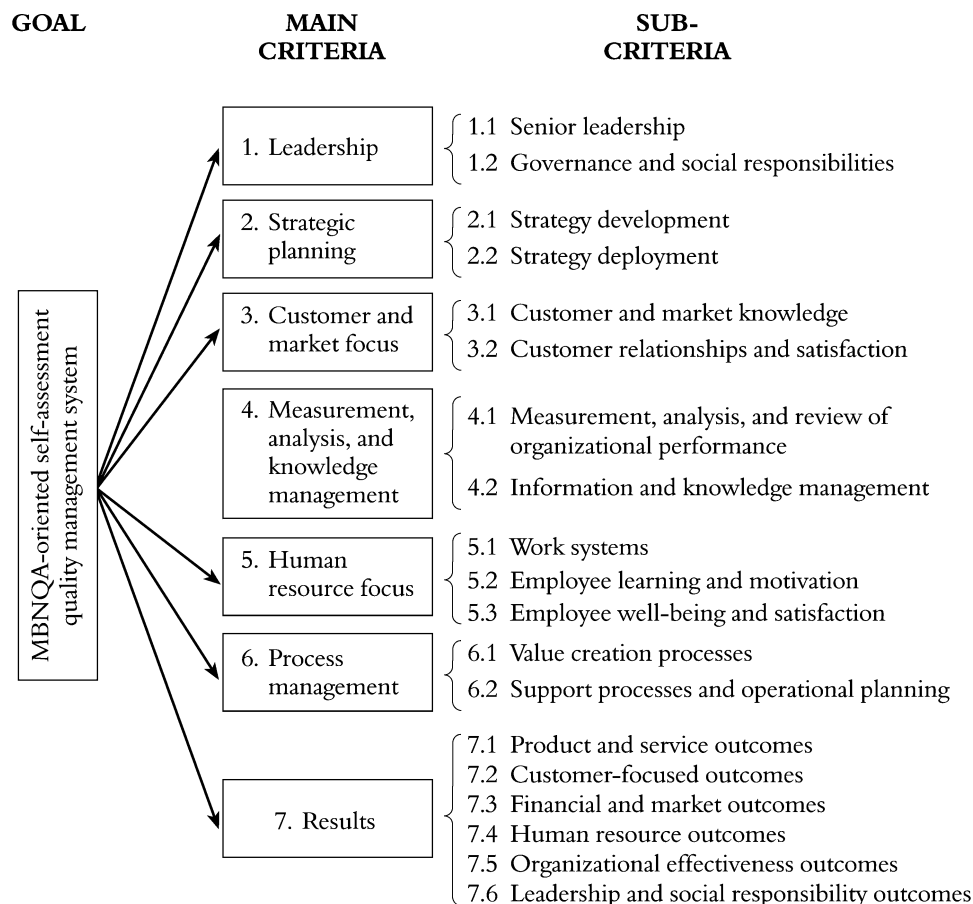 GOAL
MAIN
CRITERIA
SUB-
CRITERIA
MBNQA-oriented self-assessment
quality management system
1. Leadership
1.1 Senior leadership
1.2 Governance and social responsibilities
2. Strategic
planning
2.1 Strategy development
2.2 Strategy deployment
3. Customer and
market focus
3.1 Customer and market knowledge
3.2 Customer relationships and satisfaction
4. Measurement,
analysis, and
knowledge
management
4.1 Measurement, analysis, and review of
organizational performance
4.2 Information and knowledge management
5. Human
resource focus
5.1 Work systems
5.2 Employee learning and motivation
5.3 Employee well-being and satisfaction
6. Process
management
6.1 Value creation processes
6.2 Support processes and operational planning
7. Results
7.1 Product and service outcomes
7.2 Customer-focused outcomes
7.3 Financial and market outcomes
7.4 Human resource outcomes
7.5 Organizational effectiveness outcomes
7.6 Leadership and social responsibility outcomes